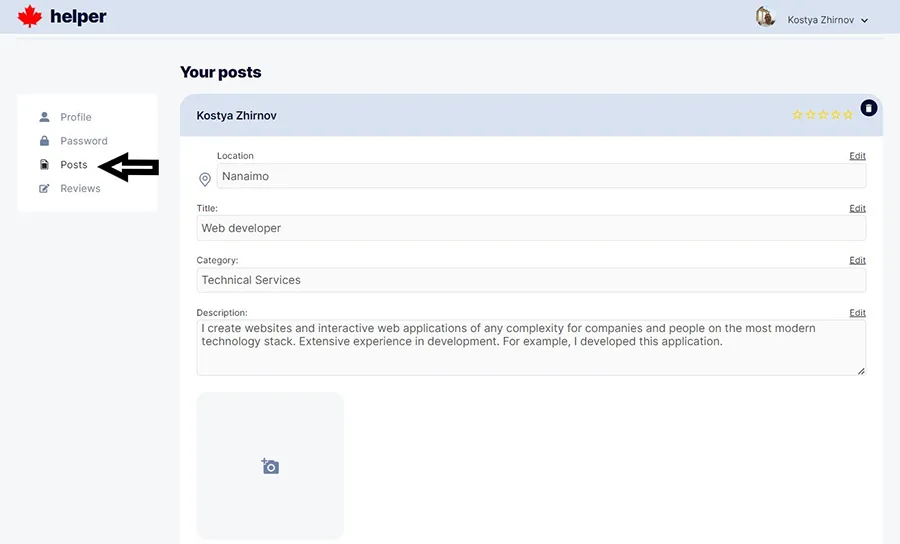 helper
Kostya Zhirnov
Your posts
Profile
Password
Posts
Reviews
Kostya Zhirnov
Location
Edit
Nanaimo
Title:
Edit
Web developer
Category:
Edit
Technical Services
Description:
Edit
I create websites and interactive web applications of any complexity for companies and people on the most modern
technology stack. Extensive experience in development. For example, I developed this application.